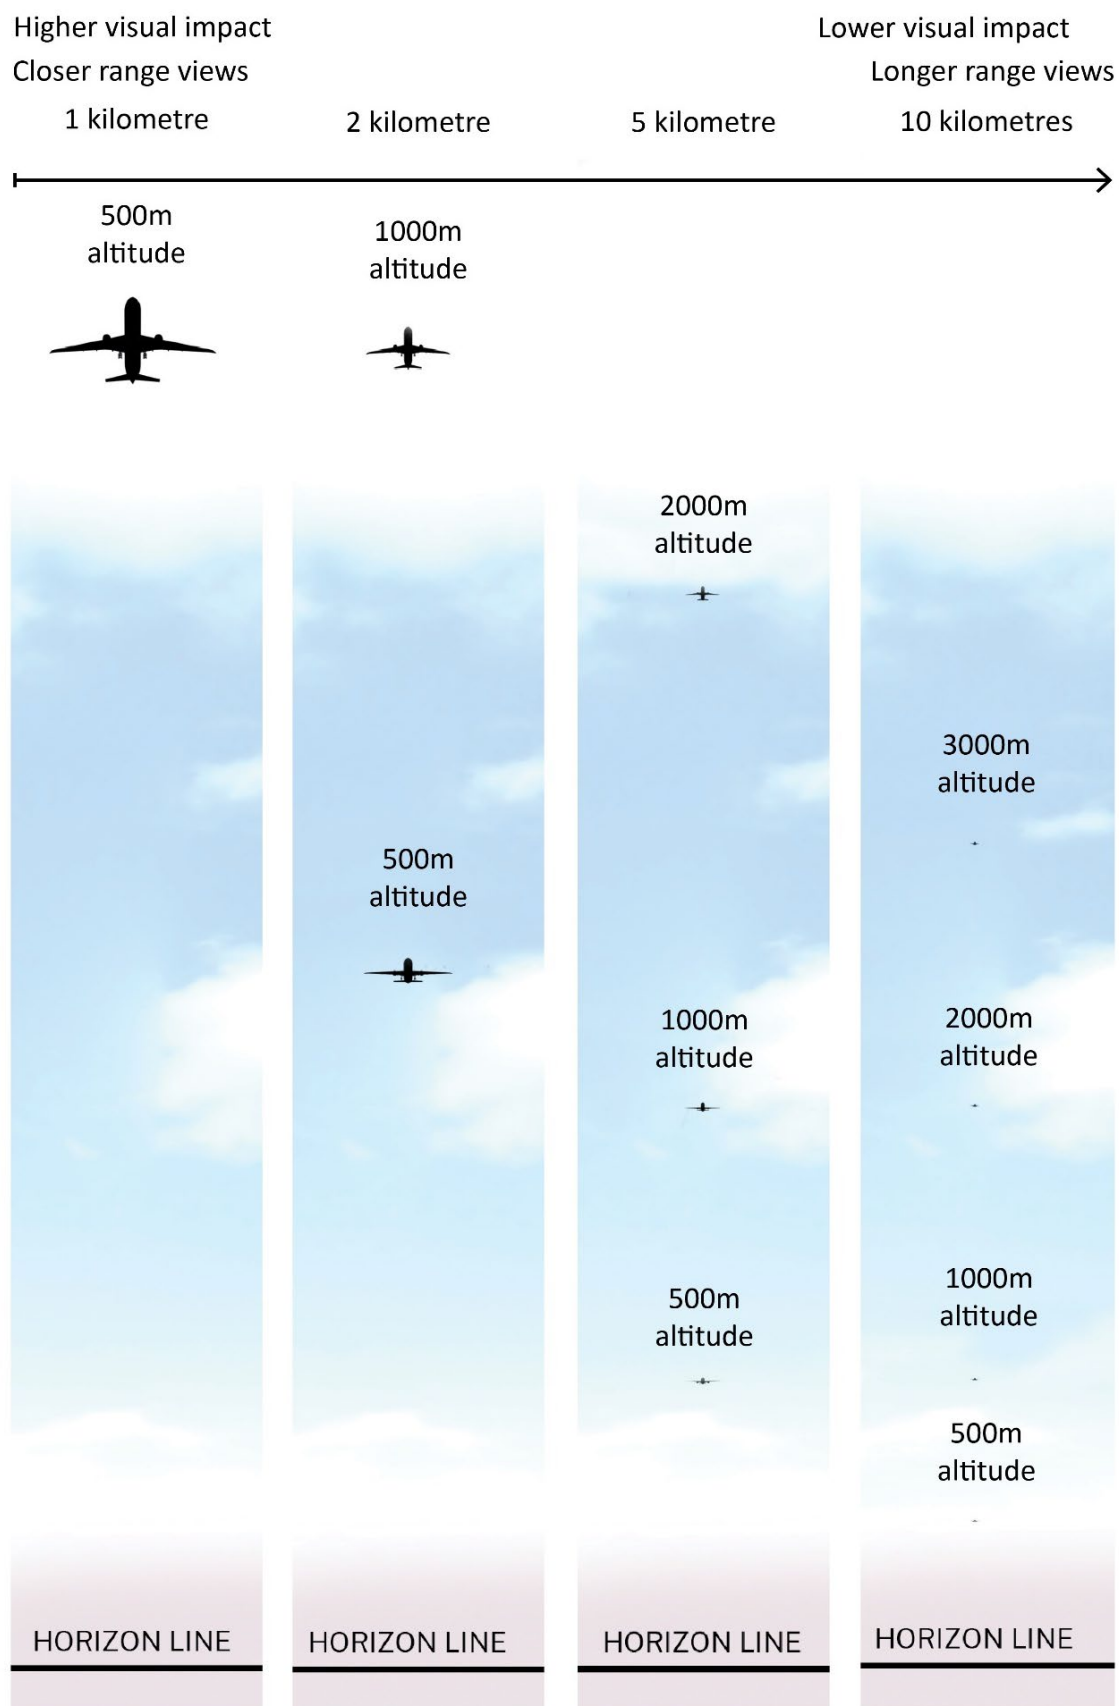 Higher visual impact
Lower visual impact
Closer range views
Longer range views
1 kilometre
2 kilometre
5 kilometre
10 kilometres
500m
altitude
1000m
altitude
2000m
altitude
3000m
altitude
500m
altitude
1000m
altitude
2000m
altitude
500m
altitude
1000m
altitude
500m
altitude
HORIZON LINE
HORIZON LINE
HORIZON LINE
HORIZON LINE